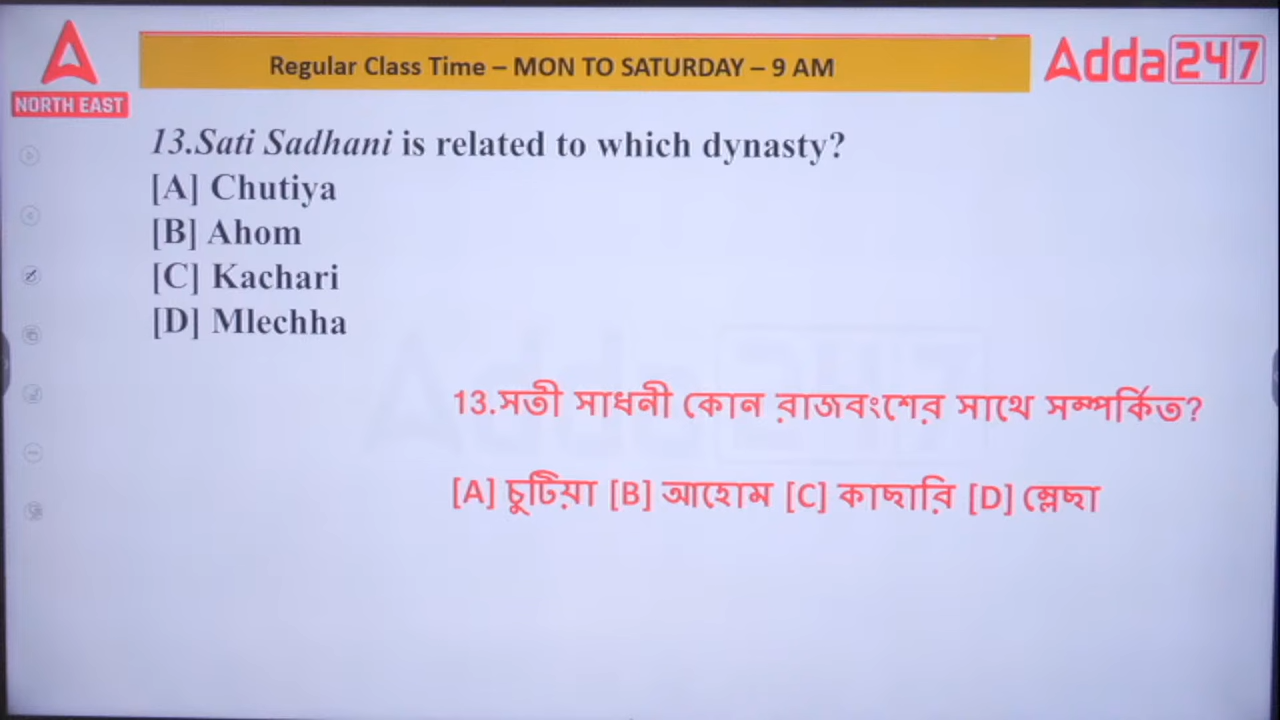 NORTH EAST
Regular Class Time – MON TO SATURDAY – 9 AM
Adda247
13.Sati Sadhani is related to which dynasty?
[A] Chutiya
[B] Ahom
[C] Kachari
[D] Mlechha
13.সতী সাধনী কোন রাজবংশের সাথে সম্পর্কিত?
[A] চুটিয়া [B] আহোম [C] কাছারি [D] ম্লেছা
Adda247